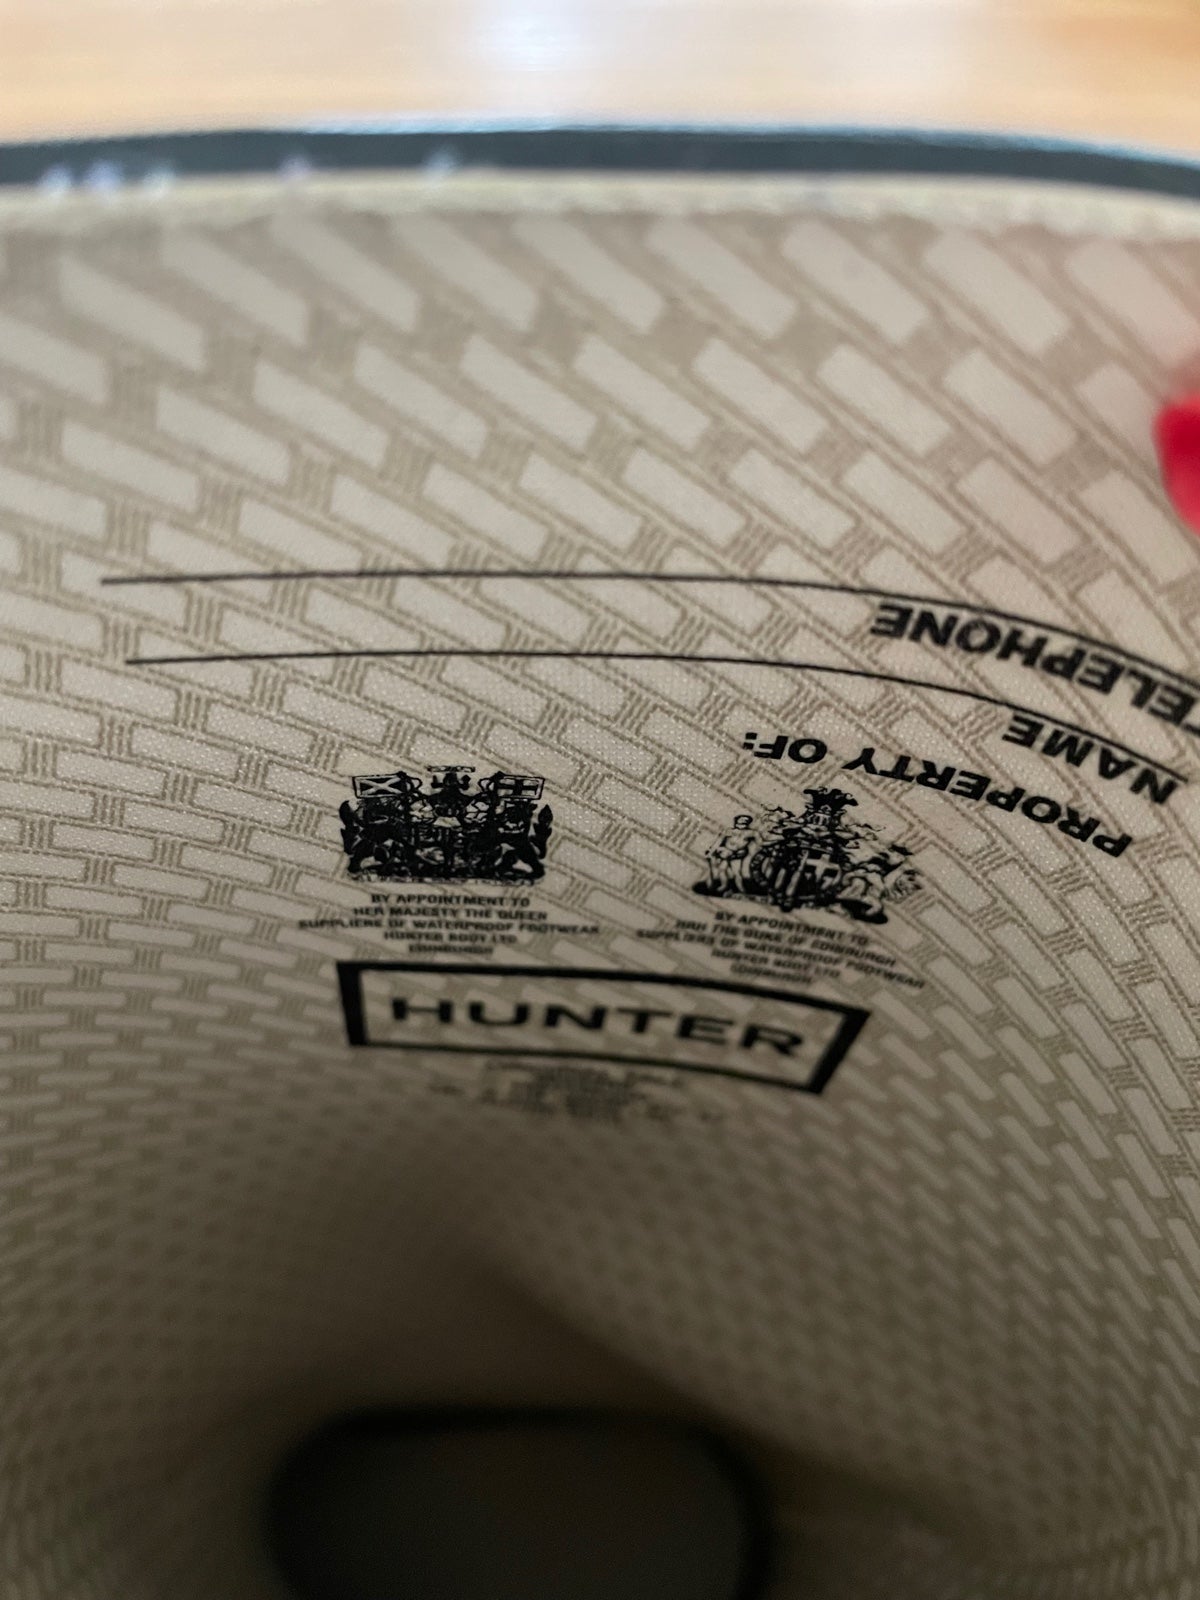 TELEPHONE
NAME
PROPERTY OF:
BY APPOINTMENT TO
HER MAJESTY THE QUEEN
SUPPLIERS OF WATERPROOF FOOTWEAR
HUNTER BOOT LTD
EDINBURGH
BY APPOINTMENT TO
HRH THE DUKE OF EDINBURGH
SUPPLIERS OF WATERPROOF FOOTWEAR
HUNTER BOOT LTD
EDINBURGH
HUNTER